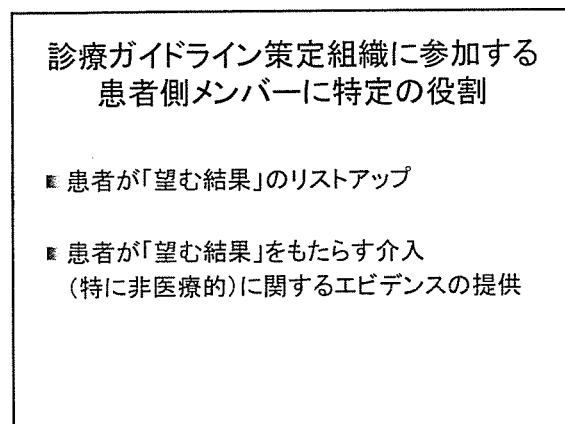 診療ガイドライン策定組織に参加する
患者側メンバーに特定の役割
患者が「望む結果」のリストアップ
患者が「望む結果」をもたらす介入
(特に非医療的)に関するエビデンスの提供